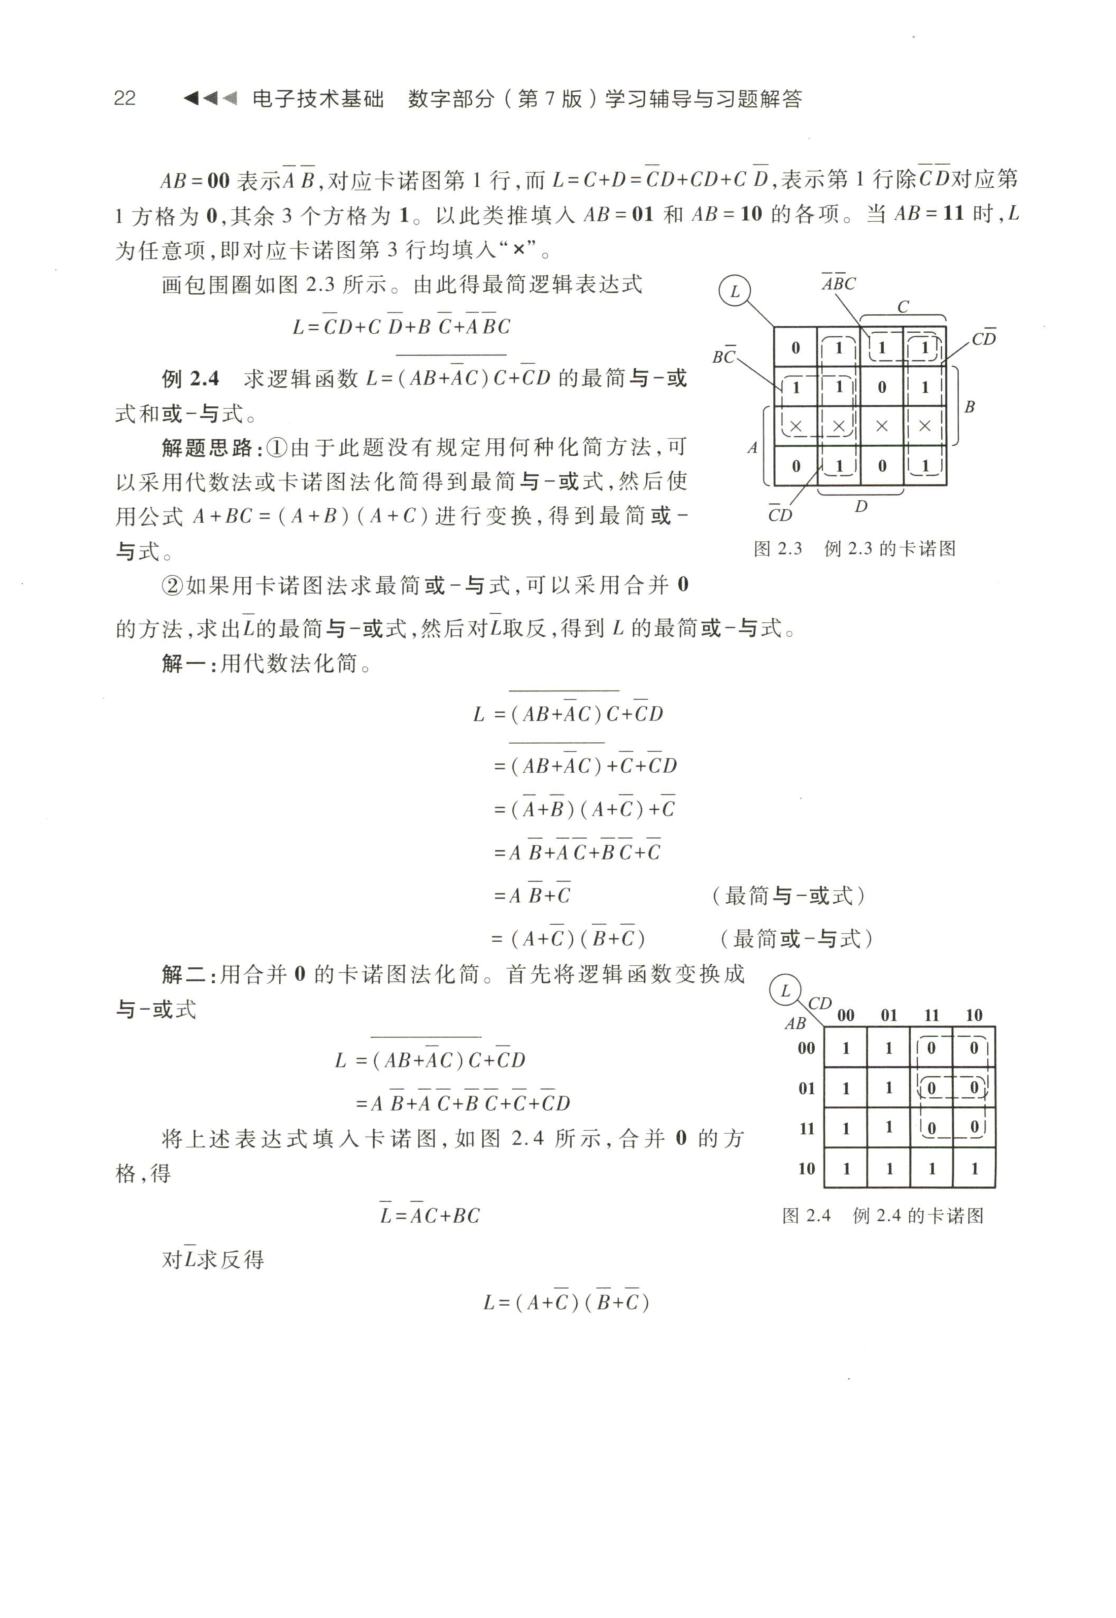 22 ◀◀◀ 电子技术基础 数字部分(第 7 版)学习辅导与习题解答
AB=00 表示A̅ B̅,对应卡诺图第 1 行,而 L=C+D=C̅D+CD+C D̅,表示第 1 行除C̅ D̅对应第
1 方格为 0,其余 3 个方格为 1。以此类推填入 AB=01 和 AB=10 的各项。当 AB=11 时,L
为任意项,即对应卡诺图第 3 行均填入“×”。
画包围圈如图 2.3 所示。由此得最简逻辑表达式
L=C̅D+C D̅+B C̅+A̅ B̅C
例 2.4 求逻辑函数 L=\overline{(AB+A̅C)C}+C̅D 的最简与-或
式和或-与式。
解题思路:①由于此题没有规定用何种化简方法,可
以采用代数法或卡诺图法化简得到最简与-或式,然后使
用公式 A+BC=(A+B)(A+C)进行变换,得到最简或-
与式。
②如果用卡诺图法求最简或-与式,可以采用合并 0
L
A̅B̅C
C
CD̅
BC̅
0 1 1 1
1 1 0 1
× × × ×
0 1 0 1
B
A
C̅D
D
图 2.3 例 2.3 的卡诺图
的方法,求出L̅的最简与-或式,然后对L̅取反,得到 L 的最简或-与式。
解一:用代数法化简。
L =\overline{(AB+A̅C)C}+C̅D
=\overline{(AB+A̅C)}+C̅+C̅D
=(A̅+B̅)(A+C̅)+C̅
=A B̅+A̅ C̅+B̅ C̅+C̅
=A B̅+C̅ (最简与-或式)
=(A+C̅)(B̅+C̅) (最简或-与式)
解二:用合并 0 的卡诺图法化简。首先将逻辑函数变换成
与-或式
L =\overline{(AB+A̅C)C}+C̅D
=A B̅+A̅ C̅+B̅ C̅+C̅+C̅D
将上述表达式填入卡诺图,如图 2.4 所示,合并 0 的方
格,得
L̅=A̅C+BC
L
CD
AB
00 01 11 10
00 1 1 0 0
01 1 1 0 0
11 1 1 0 0
10 1 1 1 1
图 2.4 例 2.4 的卡诺图
对L̅求反得
L=(A+C̅)(B̅+C̅)